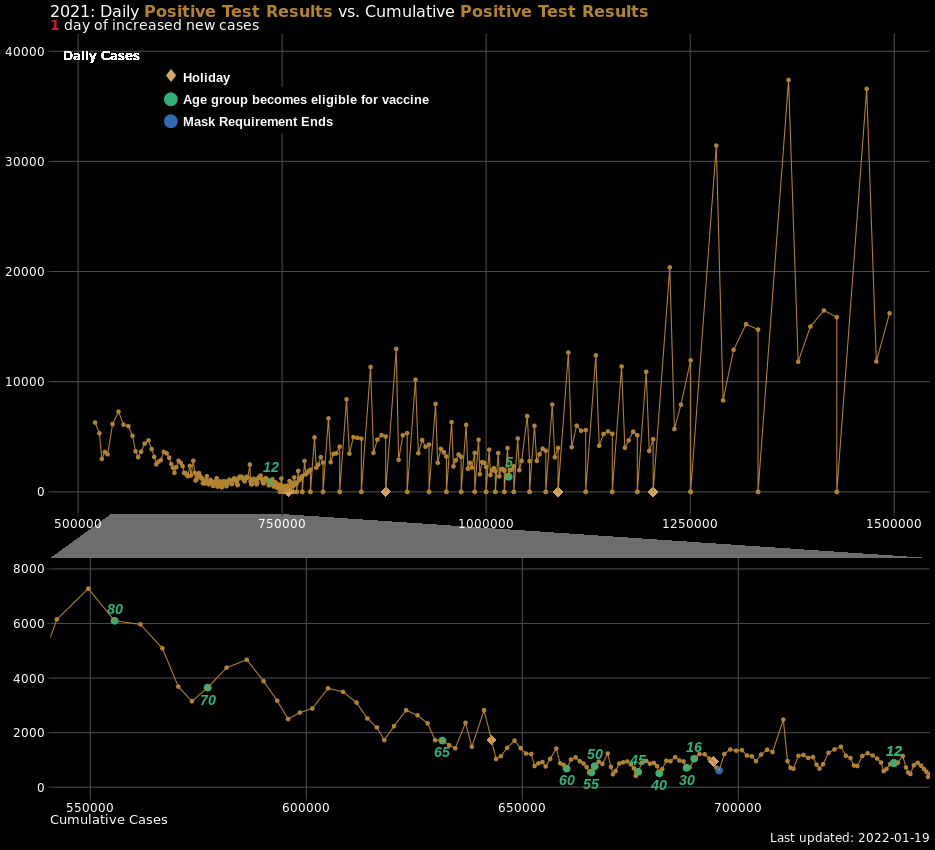 2021: Daily Positive Test Results vs. Cumulative Positive Test Results
1 day of increased new cases
Daily Cases
Holiday
Age group becomes eligible for vaccine
Mask Requirement Ends
40000
30000
20000
10000
0
12
5
500000 750000 1000000 1250000 1500000
8000
6000
4000
2000
0
80
70
65
60
55
50
45
40
30
16
12
550000 600000 650000 700000
Cumulative Cases
Last updated: 2022-01-19